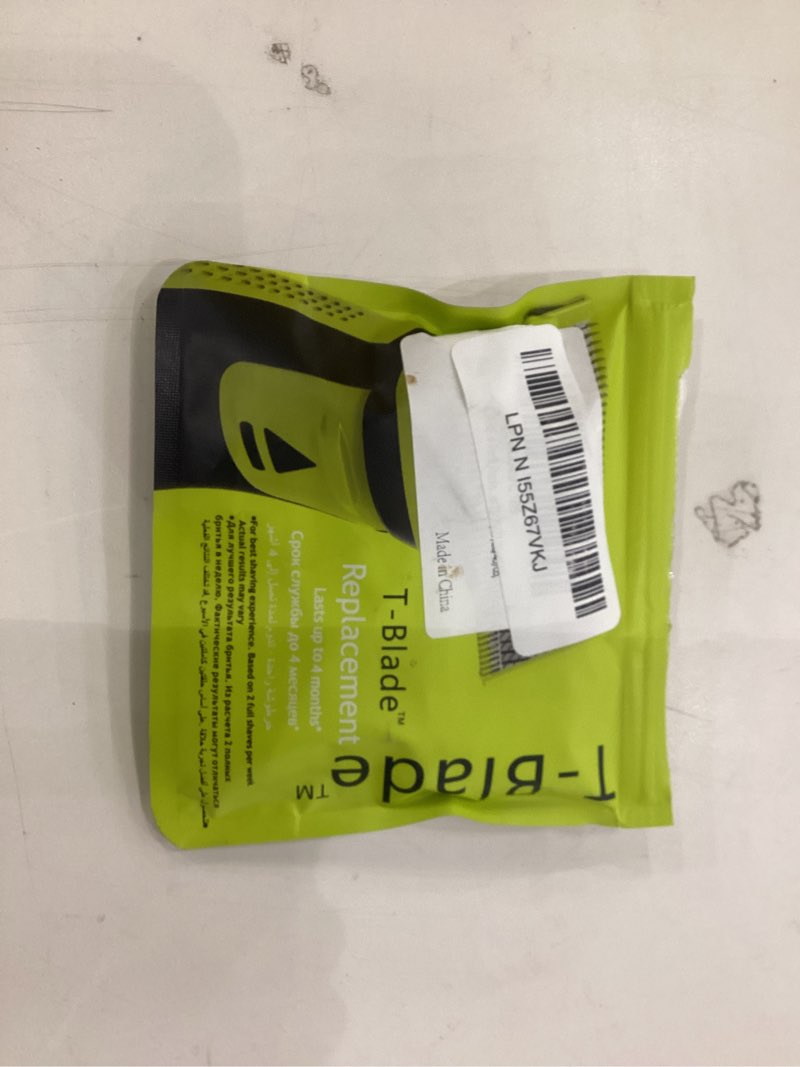 T-Blade™
LPN N I55Z67VKJ
Made in China
T-Blade™
Replacement
Lasts up to 4 months*
Срок службы до 4 месяцев*
*For best shaving experience. Based on 2 full shaves per week
Actual results may vary
*Для лучшего результата бритья. Из расчета 2 полных
бритья в неделю. Фактические результаты могут отличаться